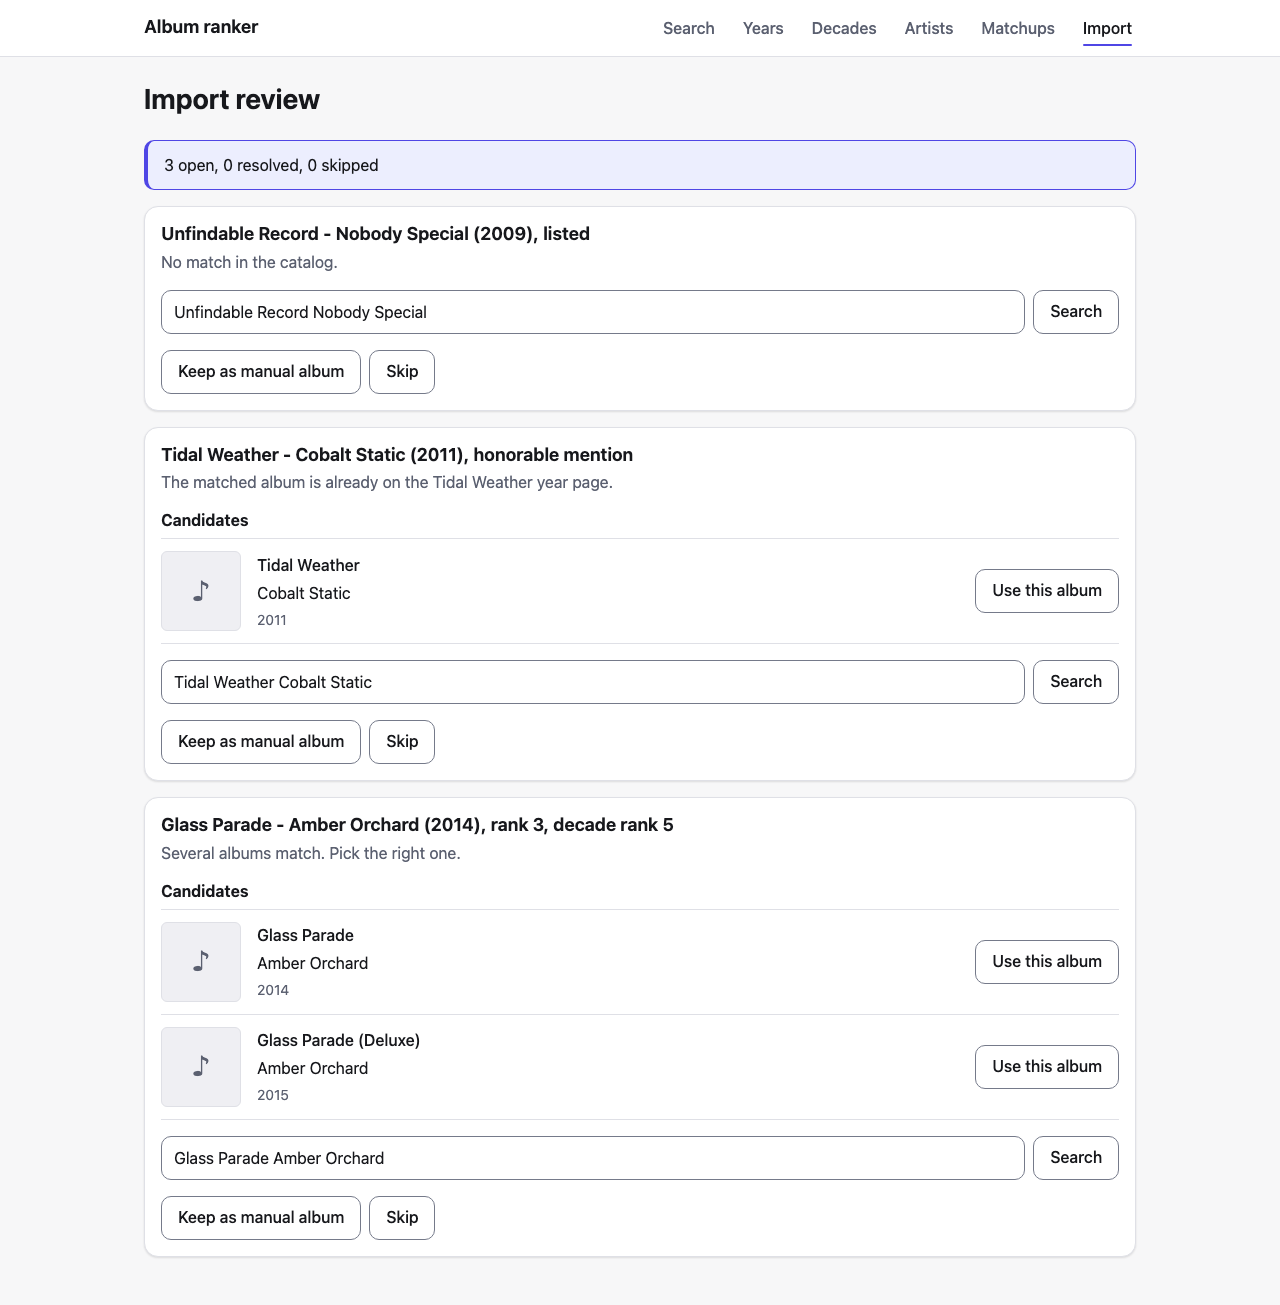 Album ranker
Search Years Decades Artists Matchups Import
Import review
3 open, 0 resolved, 0 skipped
Unfindable Record - Nobody Special (2009), listed
No match in the catalog.
Unfindable Record Nobody Special
Search
Keep as manual album
Skip
Tidal Weather - Cobalt Static (2011), honorable mention
The matched album is already on the Tidal Weather year page.
Candidates
Tidal Weather
Cobalt Static
2011
Use this album
Tidal Weather Cobalt Static
Search
Keep as manual album
Skip
Glass Parade - Amber Orchard (2014), rank 3, decade rank 5
Several albums match. Pick the right one.
Candidates
Glass Parade
Amber Orchard
2014
Use this album
Glass Parade (Deluxe)
Amber Orchard
2015
Use this album
Glass Parade Amber Orchard
Search
Keep as manual album
Skip